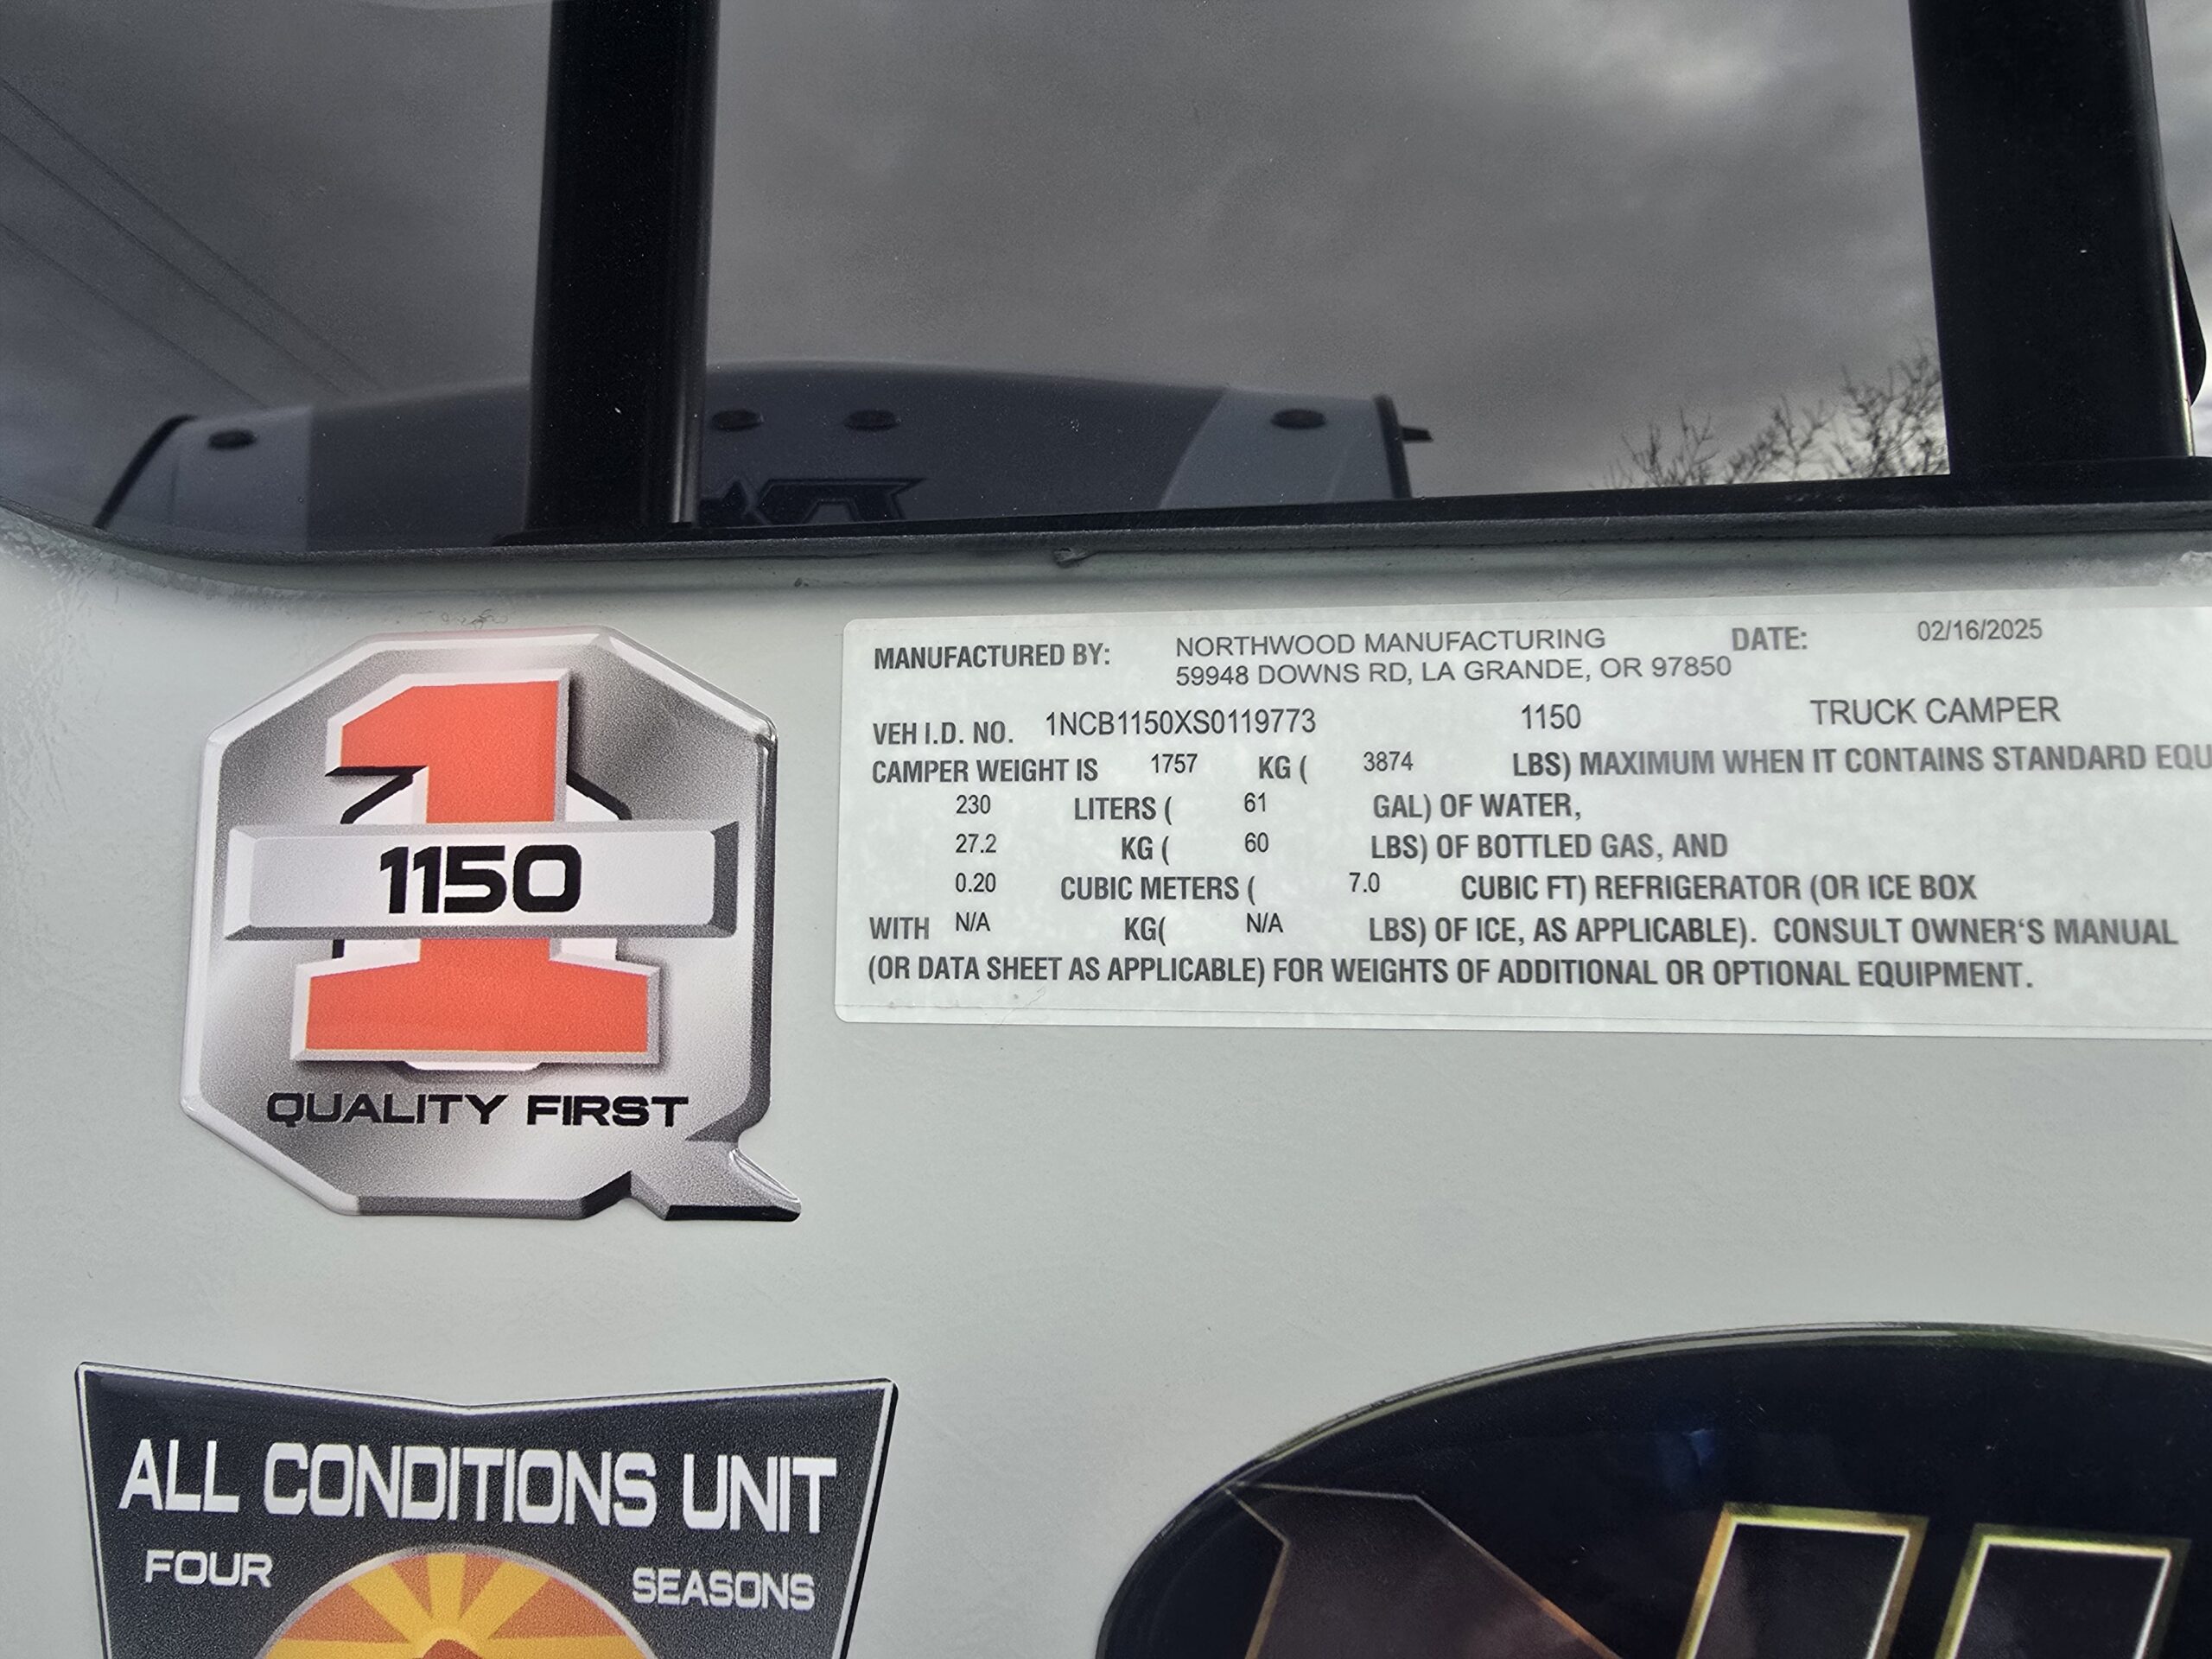 MANUFACTURED BY: NORTHWOOD MANUFACTURING DATE: 02/16/2025
59948 DOWNS RD, LA GRANDE, OR 97850
VEH I.D. NO. 1NCB1150XS0119773 1150 TRUCK CAMPER
CAMPER WEIGHT IS 1757 KG ( 3874 LBS) MAXIMUM WHEN IT CONTAINS STANDARD EQU
230 LITERS ( 61 GAL) OF WATER,
27.2 KG ( 60 LBS) OF BOTTLED GAS, AND
0.20 CUBIC METERS ( 7.0 CUBIC FT) REFRIGERATOR (OR ICE BOX
WITH N/A KG( N/A LBS) OF ICE, AS APPLICABLE). CONSULT OWNER'S MANUAL
(OR DATA SHEET AS APPLICABLE) FOR WEIGHTS OF ADDITIONAL OR OPTIONAL EQUIPMENT.
1
1150
QUALITY FIRST
ALL CONDITIONS UNIT
FOUR SEASONS